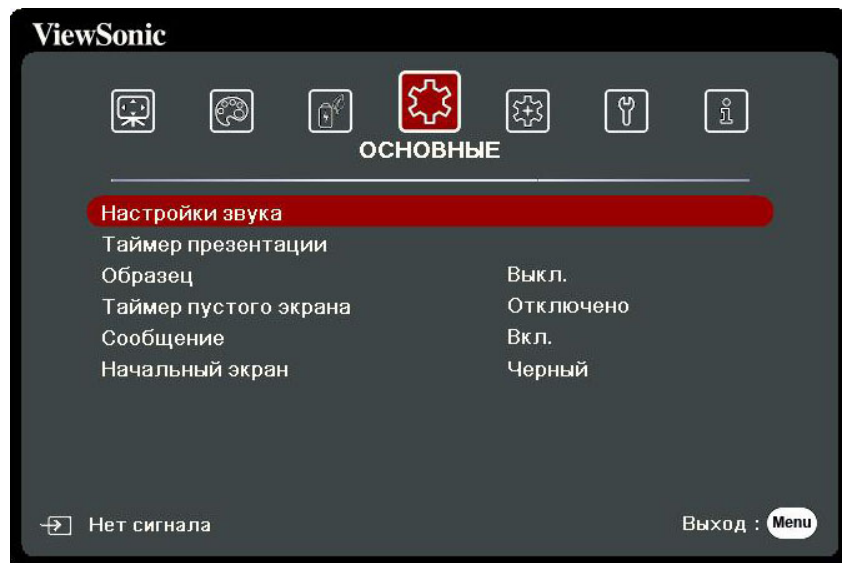 ViewSonic
ОСНОВНЫЕ
Настройки звука
Таймер презентации
Образец Выкл.
Таймер пустого экрана Отключено
Сообщение Вкл.
Начальный экран Черный
Нет сигнала Выход : Menu